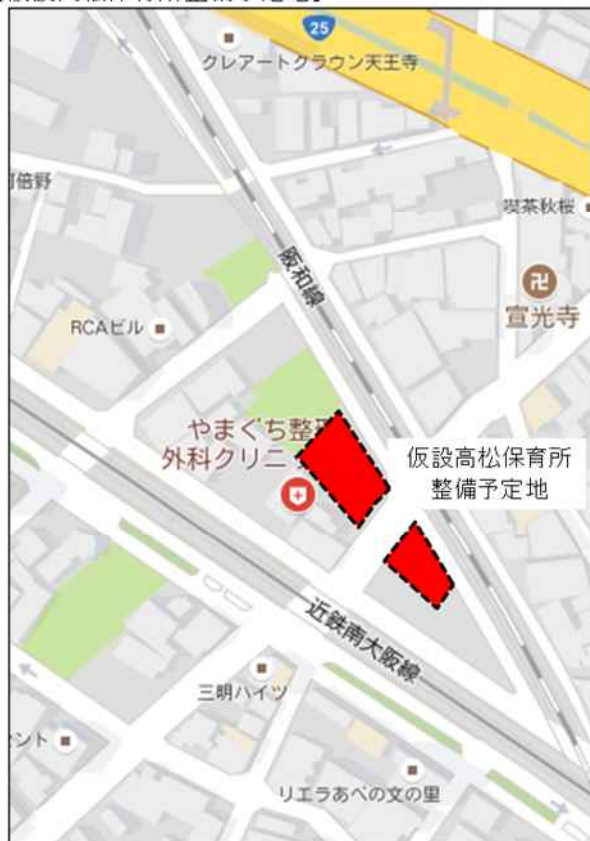 25
クレアートクラウン天王寺
倍野
喫茶秋桜
阪和線
卍
宣光寺
RCAビル
やまぐち整形
外科クリニ
仮設高松保育所
整備予定地
近鉄南大阪線
三明ハイツ
ント
リエラあべの文の里